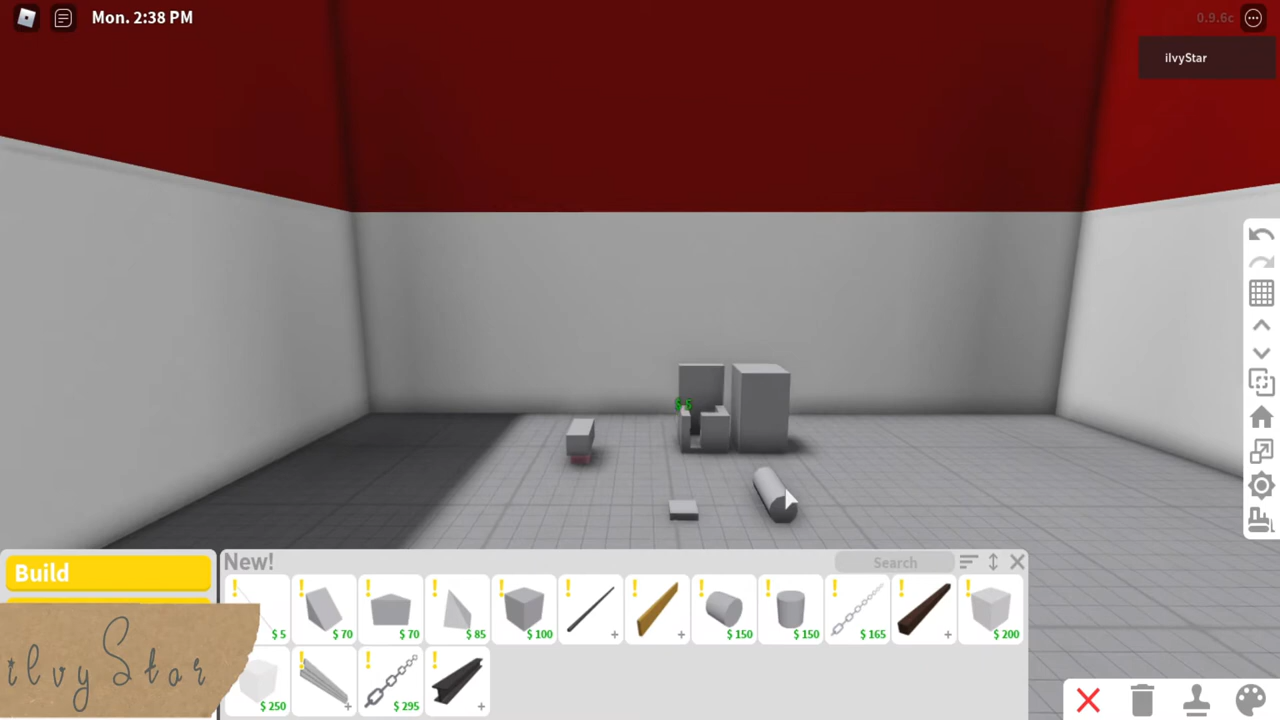 Mon. 2:38 PM
0.9.6c
ilvyStar
$ 5
Build
New!
Search
! $ 5
! $ 70
! $ 70
! $ 85
! $ 100
! +
! +
! $ 150
! $ 150
! $ 165
! +
! $ 200
$ 250
! +
! $ 295
! +
ilvyStar